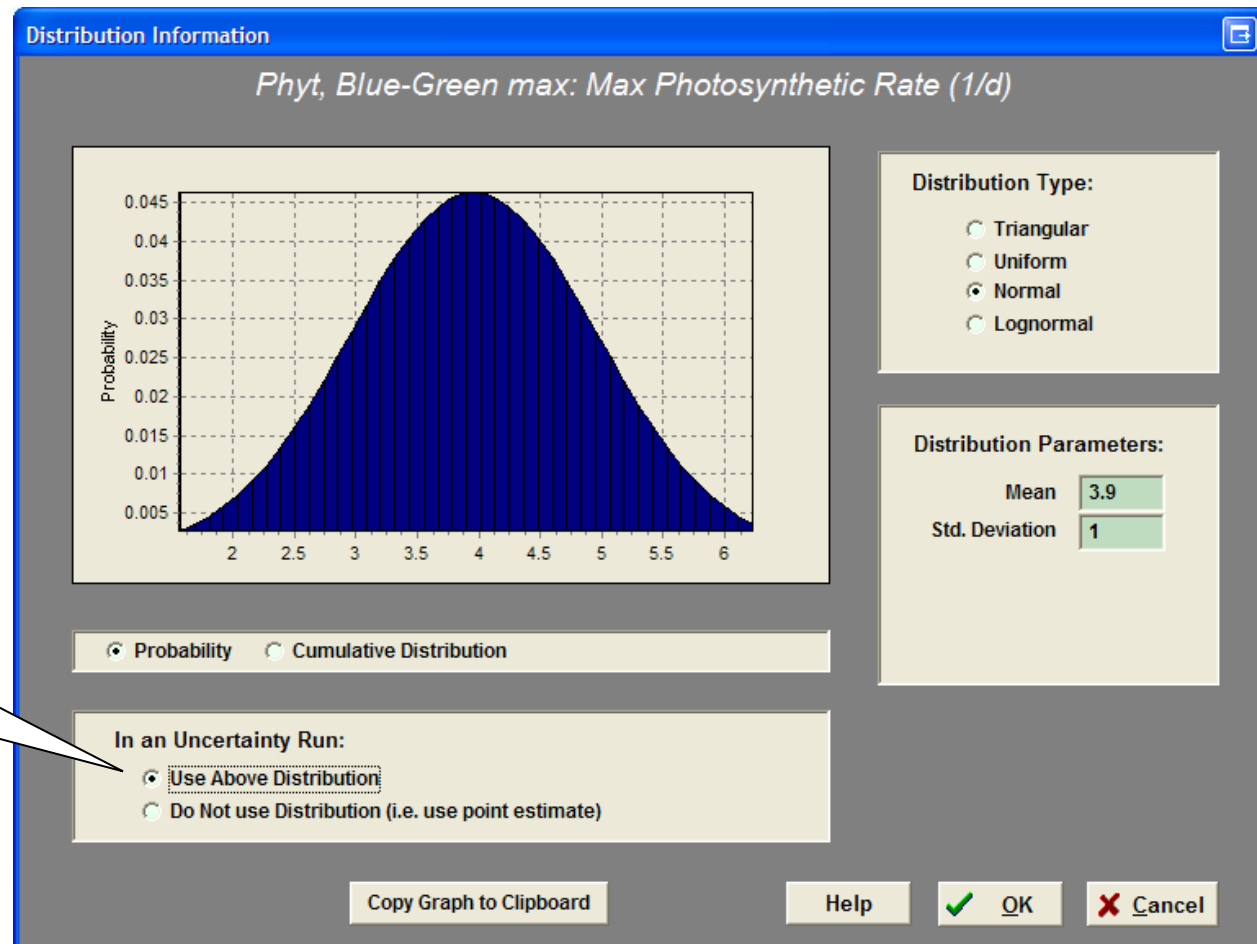 Distribution Information
Phyt, Blue-Green max: Max Photosynthetic Rate (1/d)
Probability
0.045
0.04
0.035
0.03
0.025
0.02
0.015
0.01
0.005
2 2.5 3 3.5 4 4.5 5 5.5 6
Distribution Type:
Triangular
Uniform
Normal
Lognormal
Distribution Parameters:
Mean 3.9
Std. Deviation 1
Probability Cumulative Distribution
In an Uncertainty Run:
Use Above Distribution
Do Not use Distribution (i.e. use point estimate)
Copy Graph to Clipboard Help OK Cancel